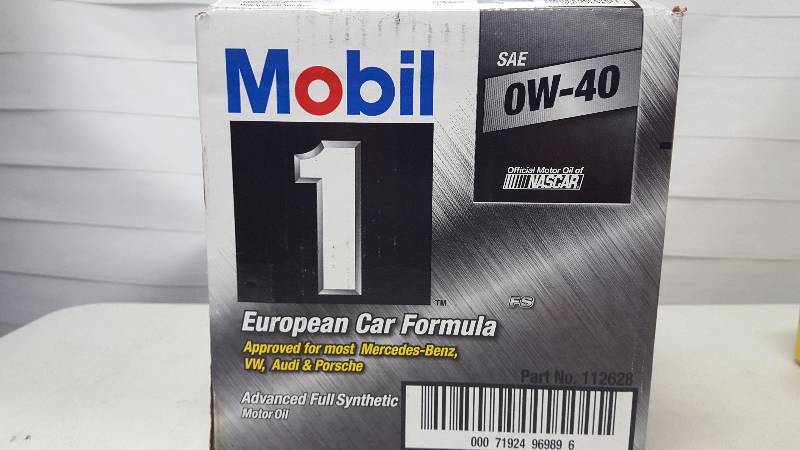 Mobil
1
TM
SAE
0W-40
Official Motor Oil of
NASCAR
FS
European Car Formula
Approved for most Mercedes-Benz,
VW, Audi & Porsche
Advanced Full Synthetic
Motor Oil
Part No. 112628
000 71924 96989 6